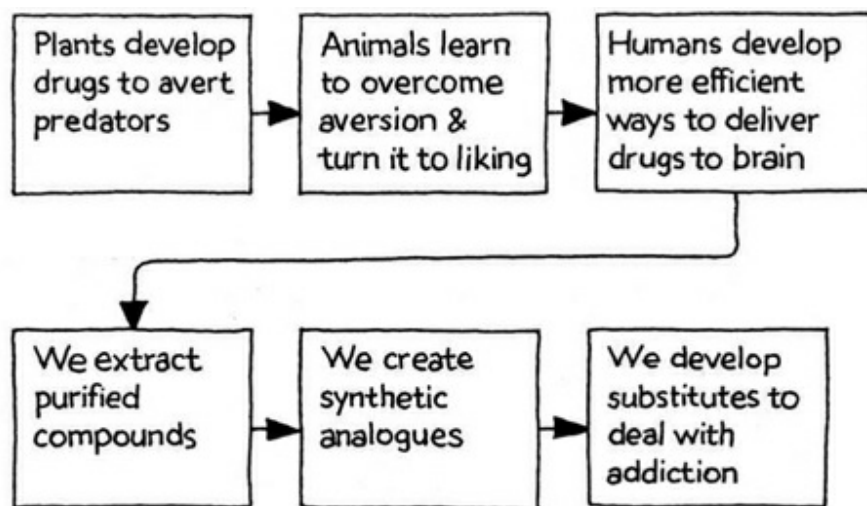 Plants develop
drugs to avert
predators
Animals learn
to overcome
aversion &
turn it to liking
Humans develop
more efficient
ways to deliver
drugs to brain
We extract
purified
compounds
We create
synthetic
analogues
We develop
substitutes to
deal with
addiction